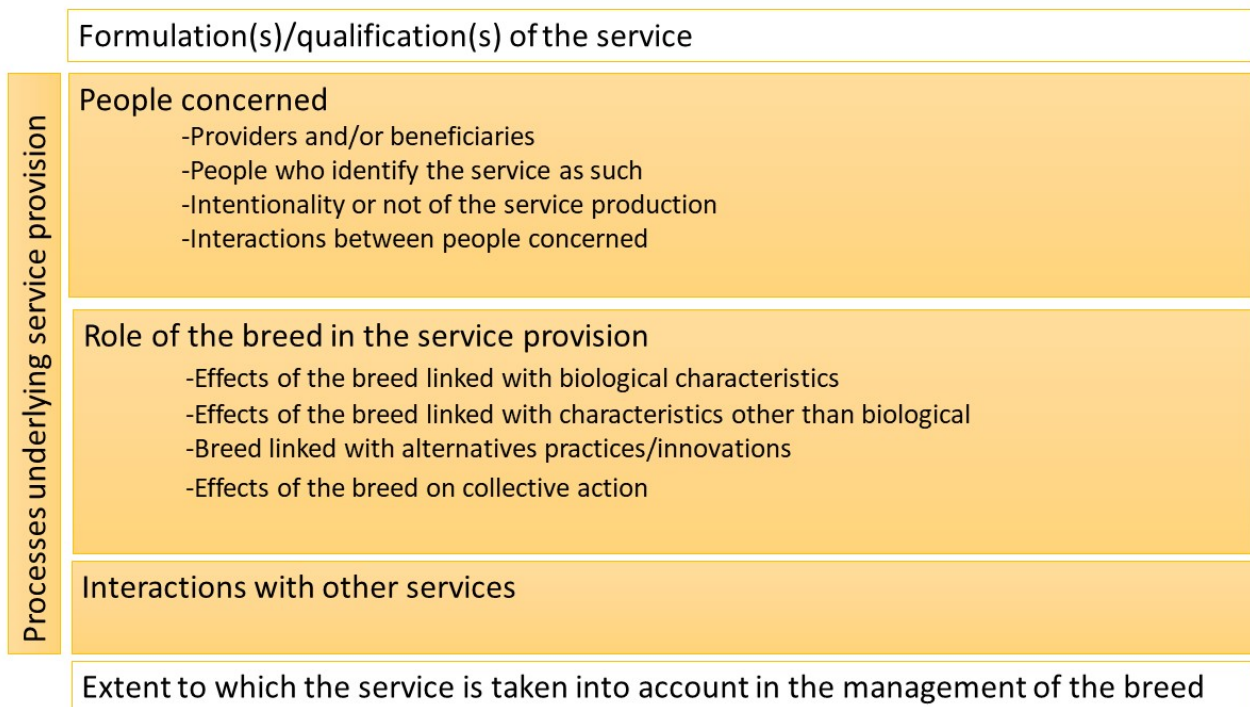 Formulation(s)/qualification(s) of the service
Processes underlying service provision
People concerned
-Providers and/or beneficiaries
-People who identify the service as such
-Intentionality or not of the service production
-Interactions between people concerned
Role of the breed in the service provision
-Effects of the breed linked with biological characteristics
-Effects of the breed linked with characteristics other than biological
-Breed linked with alternatives practices/innovations
-Effects of the breed on collective action
Interactions with other services
Extent to which the service is taken into account in the management of the breed